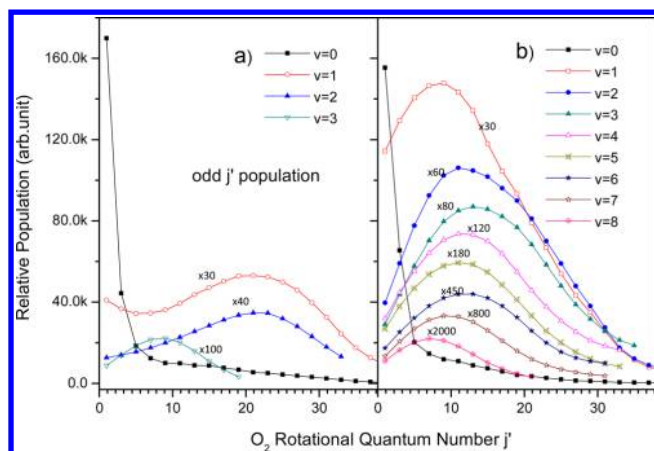 a)
v=0
v=1
v=2
v=3
odd j' population
x30
x40
x100
b)
v=0
v=1
v=2
v=3
v=4
v=5
v=6
v=7
v=8
x30
x60
x80
x120
x180
x450
x800
x2000
Relative Population (arb.unit)
160.0k
120.0k
80.0k
40.0k
0.0
0 10 20 30 0 10 20 30
O₂ Rotational Quantum Number j'